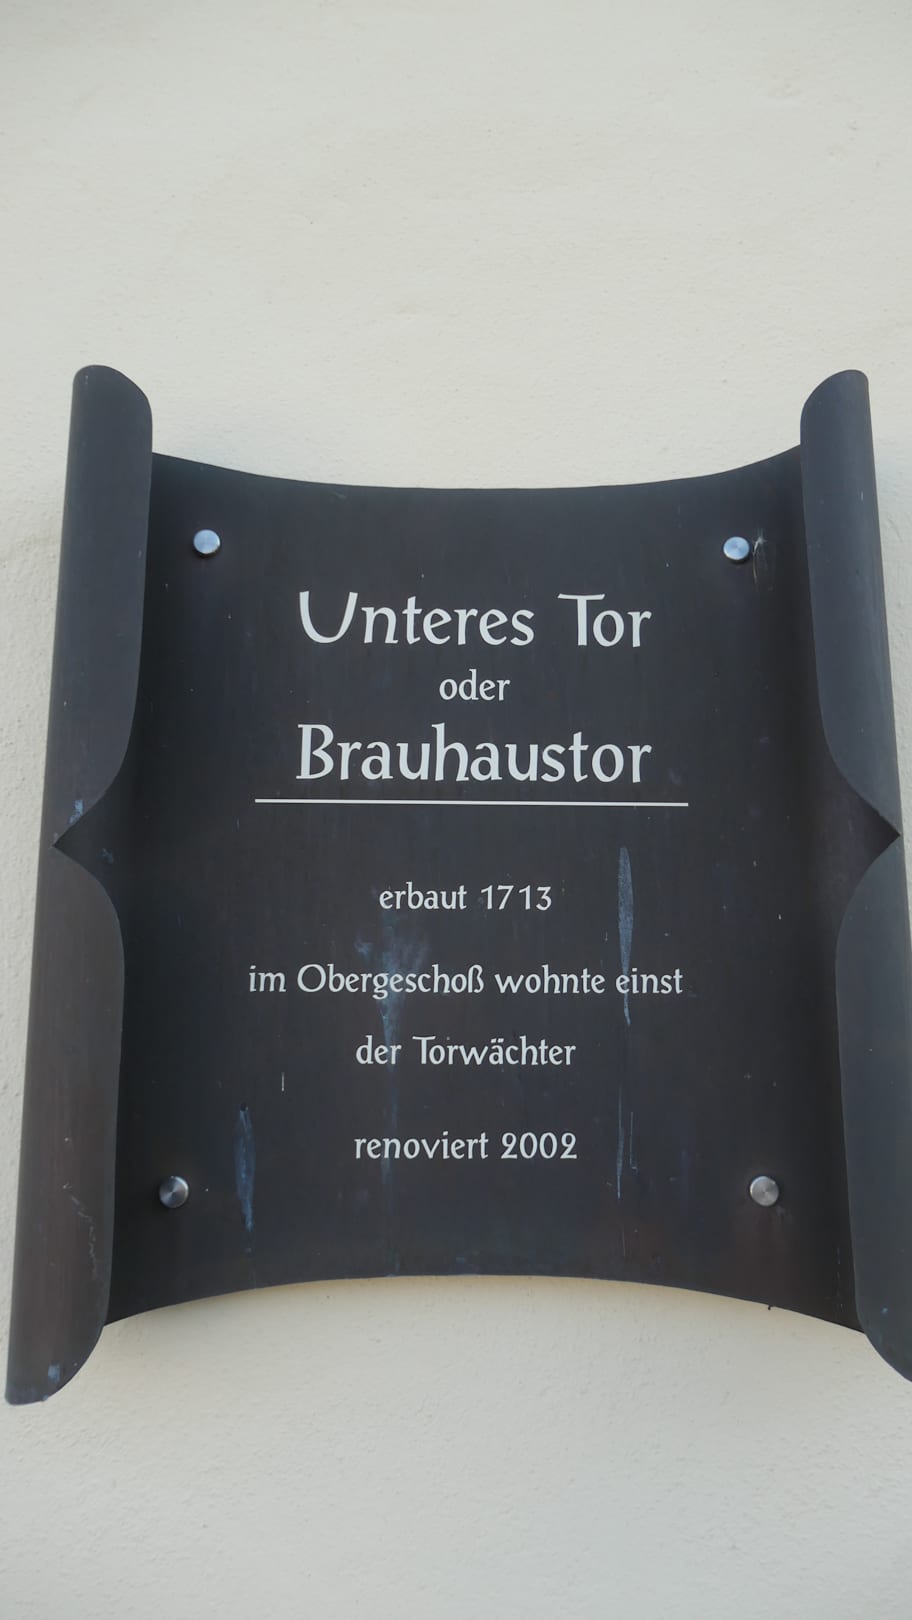 Unteres Tor
oder
Brauhaustor
erbaut 1713
im Obergeschoß wohnte einst
der Torwächter
renoviert 2002